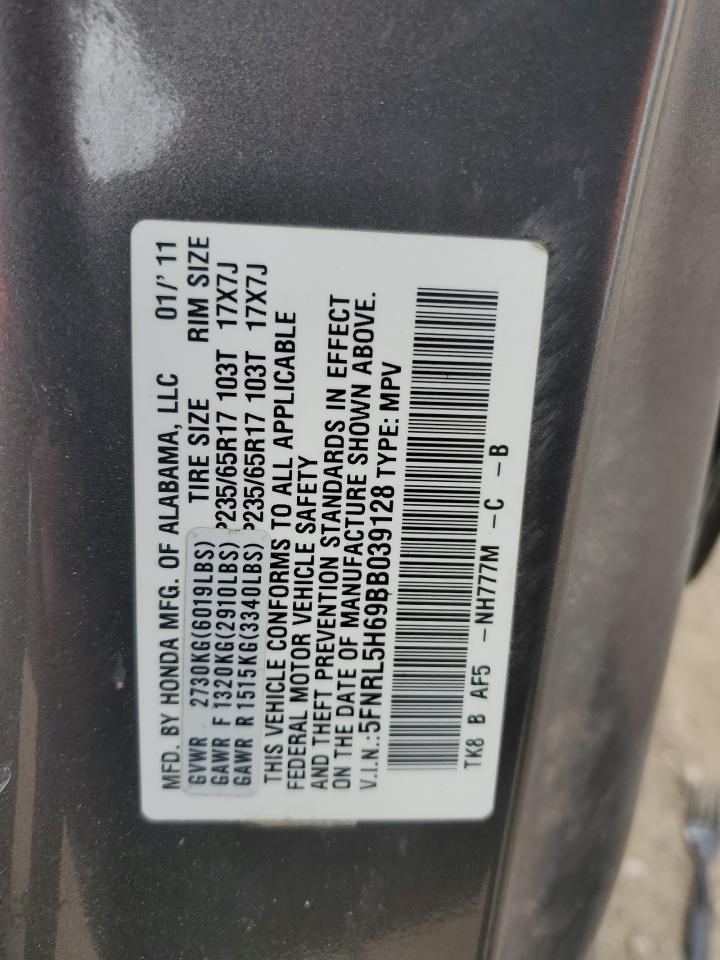 MFD. BY HONDA MFG. OF ALABAMA, LLC 01/'11
TIRE SIZE RIM SIZE
GVWR 2730KG(6019LBS)
GAWR F 1320KG(2910LBS) P235/65R17 103T 17X7J
GAWR R 1515KG(3340LBS) P235/65R17 103T 17X7J
THIS VEHICLE CONFORMS TO ALL APPLICABLE
FEDERAL MOTOR VEHICLE SAFETY
AND THEFT PREVENTION STANDARDS IN EFFECT
ON THE DATE OF MANUFACTURE SHOWN ABOVE.
V.I.N.:5FNRL5H69BB039128 TYPE: MPV
TK8 B AF5 -NH777M -C -B